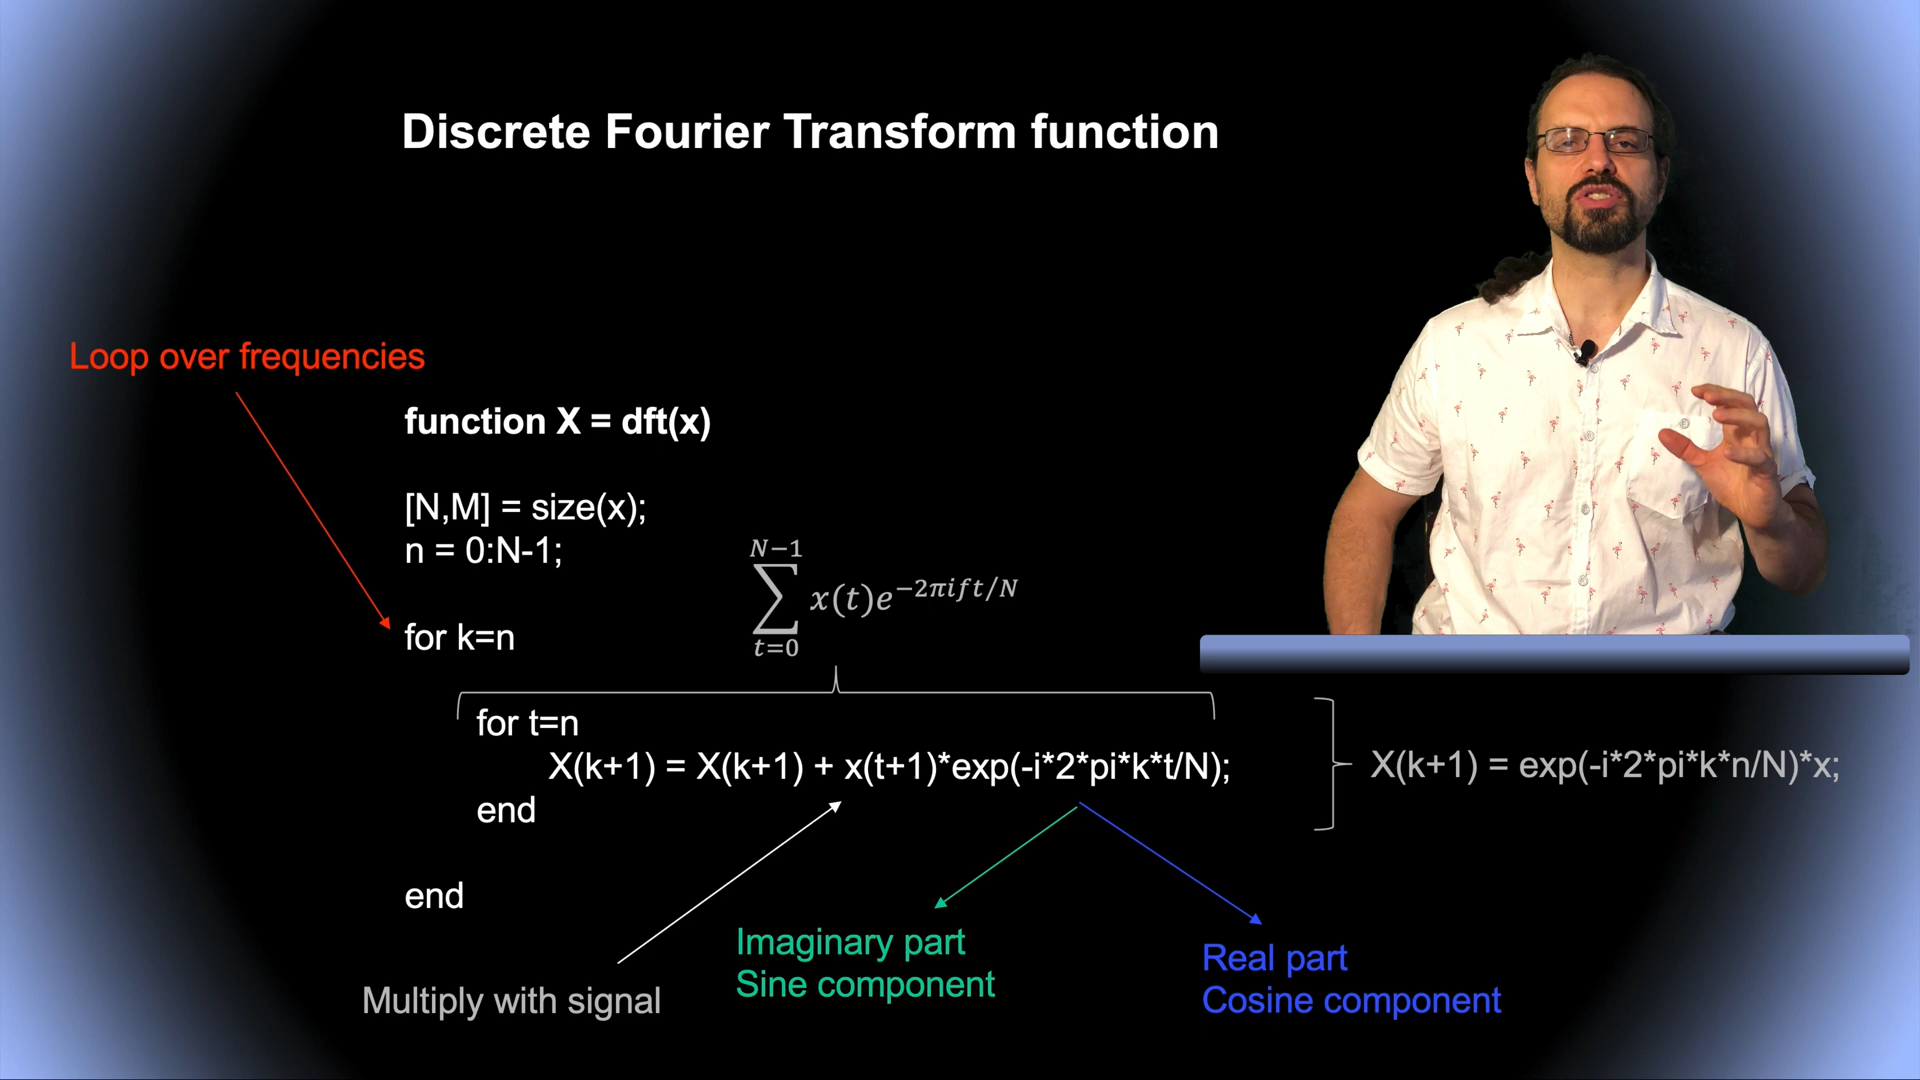 Discrete Fourier Transform function
Loop over frequencies
function X = dft(x)
[N,M] = size(x);
n = 0:N-1;
for k=n
∑_{t=0}^{N−1} x(t)e^{−2πift/N}
for t=n
X(k+1) = X(k+1) + x(t+1)*exp(-i*2*pi*k*t/N);
end
X(k+1) = exp(-i*2*pi*k*n/N)*x;
end
Multiply with signal
Imaginary part
Sine component
Real part
Cosine component